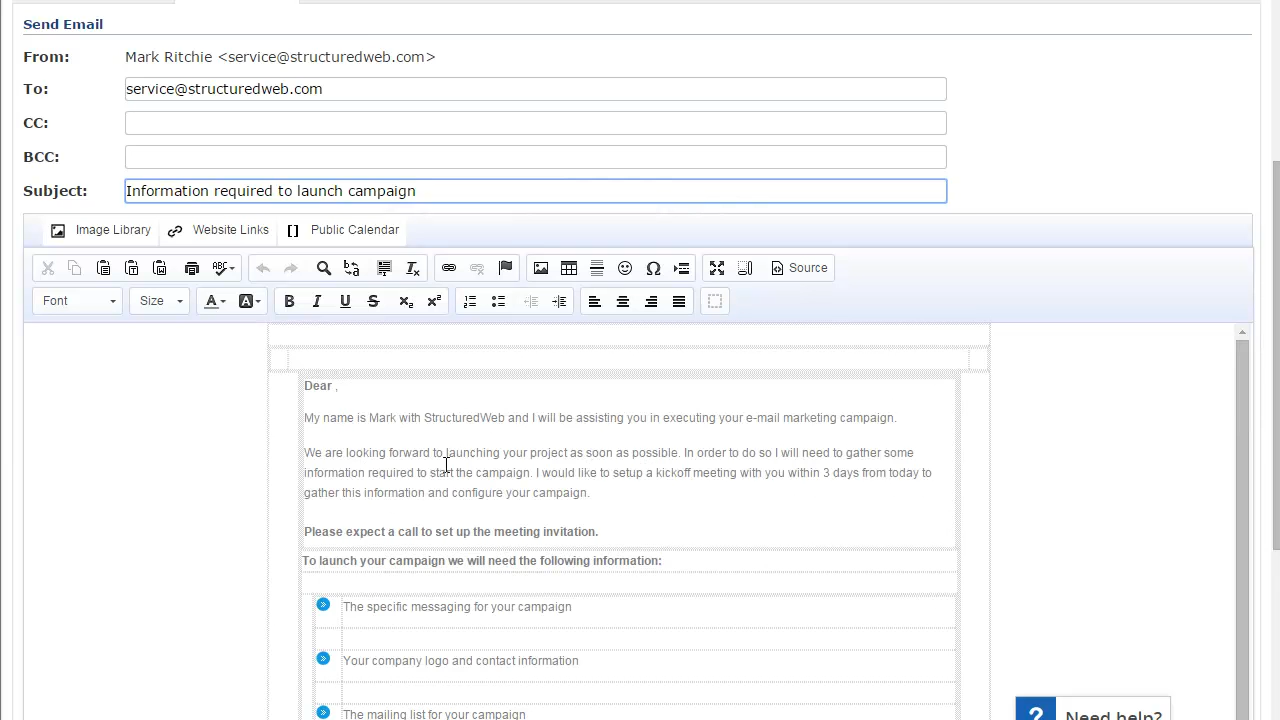 Send Email
From: Mark Ritchie <service@structuredweb.com>
To: service@structuredweb.com
CC:
BCC:
Subject: Information required to launch campaign
Image Library Website Links Public Calendar
Source
Font Size
Dear ,
My name is Mark with StructuredWeb and I will be assisting you in executing your e-mail marketing campaign.
We are looking forward to launching your project as soon as possible. In order to do so I will need to gather some
information required to start the campaign. I would like to setup a kickoff meeting with you within 3 days from today to
gather this information and configure your campaign.
Please expect a call to set up the meeting invitation.
To launch your campaign we will need the following information:
The specific messaging for your campaign
Your company logo and contact information
The mailing list for your campaign
? Need help?